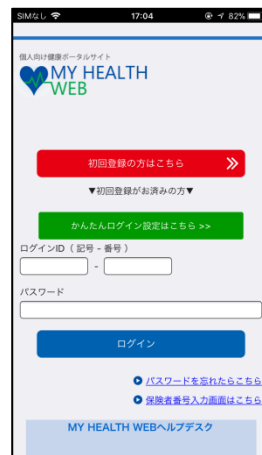 SIMなし 17:04 82%
個人向け健康ポータルサイト
MY HEALTH
WEB
初回登録の方はこちら
▼初回登録がお済みの方▼
かんたんログイン設定はこちら >>
ログインID（ 記号 - 番号 ）
-
パスワード
ログイン
パスワードを忘れたらこちら
保険者番号入力画面はこちら
MY HEALTH WEBヘルプデスク